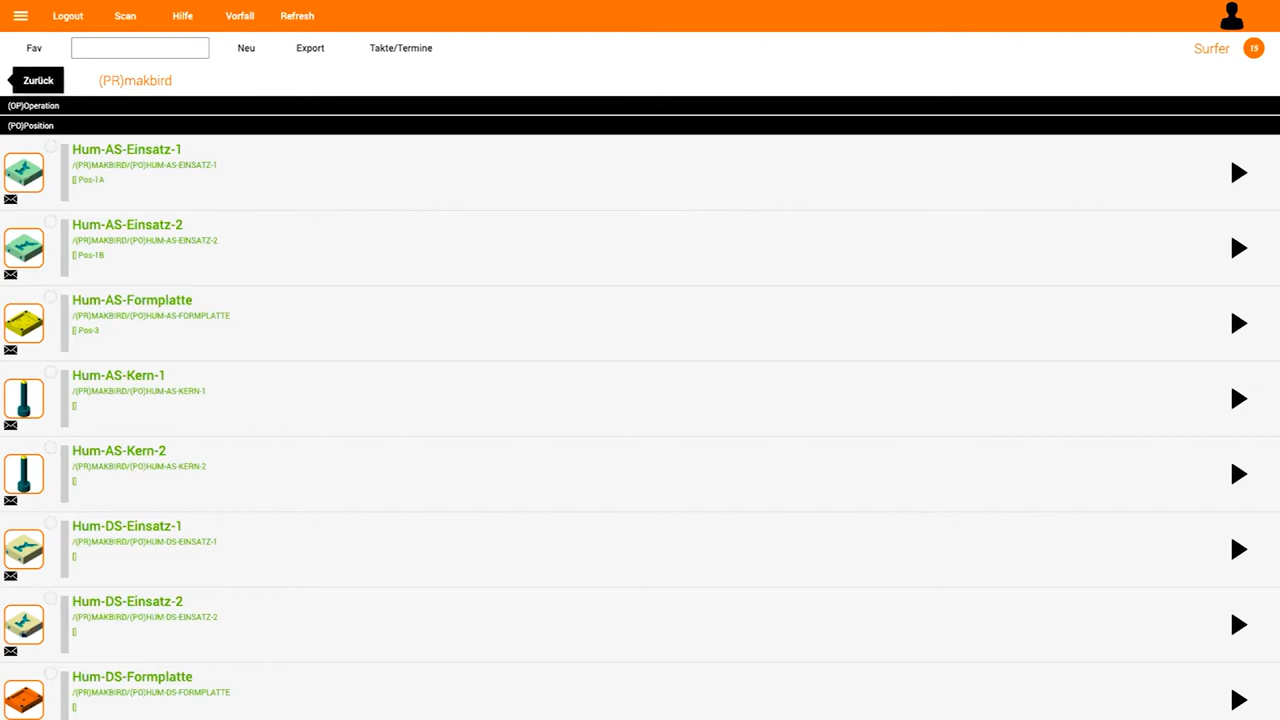 Logout Scan Hilfe Vorfall Refresh
Fav Neu Export Takte/Termine Surfer 15
Zurück (PR)makbird
(OP)Operation
(PO)Position
Hum-AS-Einsatz-1
/(PR)MAKBIRD/(PO)HUM-AS-EINSATZ-1
[] Pos-1A
Hum-AS-Einsatz-2
/(PR)MAKBIRD/(PO)HUM-AS-EINSATZ-2
[] Pos-1B
Hum-AS-Formplatte
/(PR)MAKBIRD/(PO)HUM-AS-FORMPLATTE
[] Pos-3
Hum-AS-Kern-1
/(PR)MAKBIRD/(PO)HUM-AS-KERN-1
[]
Hum-AS-Kern-2
/(PR)MAKBIRD/(PO)HUM-AS-KERN-2
[]
Hum-DS-Einsatz-1
/(PR)MAKBIRD/(PO)HUM-DS-EINSATZ-1
[]
Hum-DS-Einsatz-2
/(PR)MAKBIRD/(PO)HUM-DS-EINSATZ-2
[]
Hum-DS-Formplatte
/(PR)MAKBIRD/(PO)HUM-DS-FORMPLATTE
[]